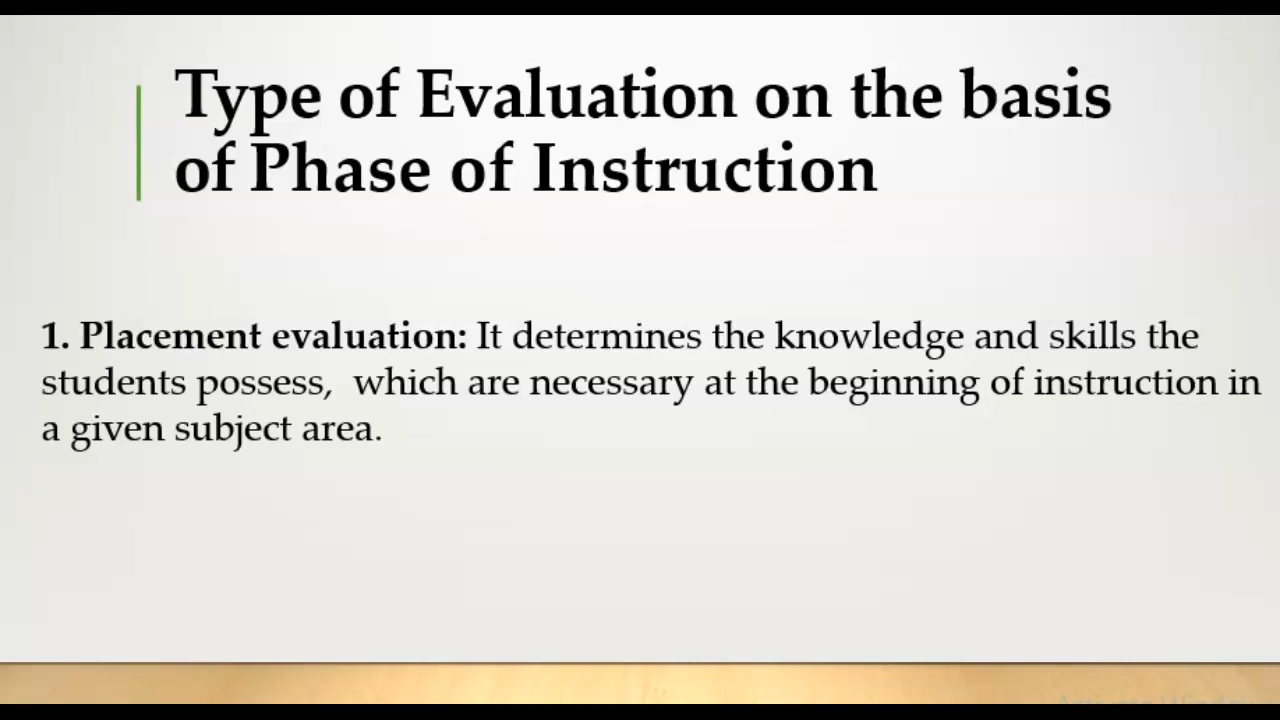 Type of Evaluation on the basis
of Phase of Instruction
1. Placement evaluation: It determines the knowledge and skills the
students possess,  which are necessary at the beginning of instruction in
a given subject area.